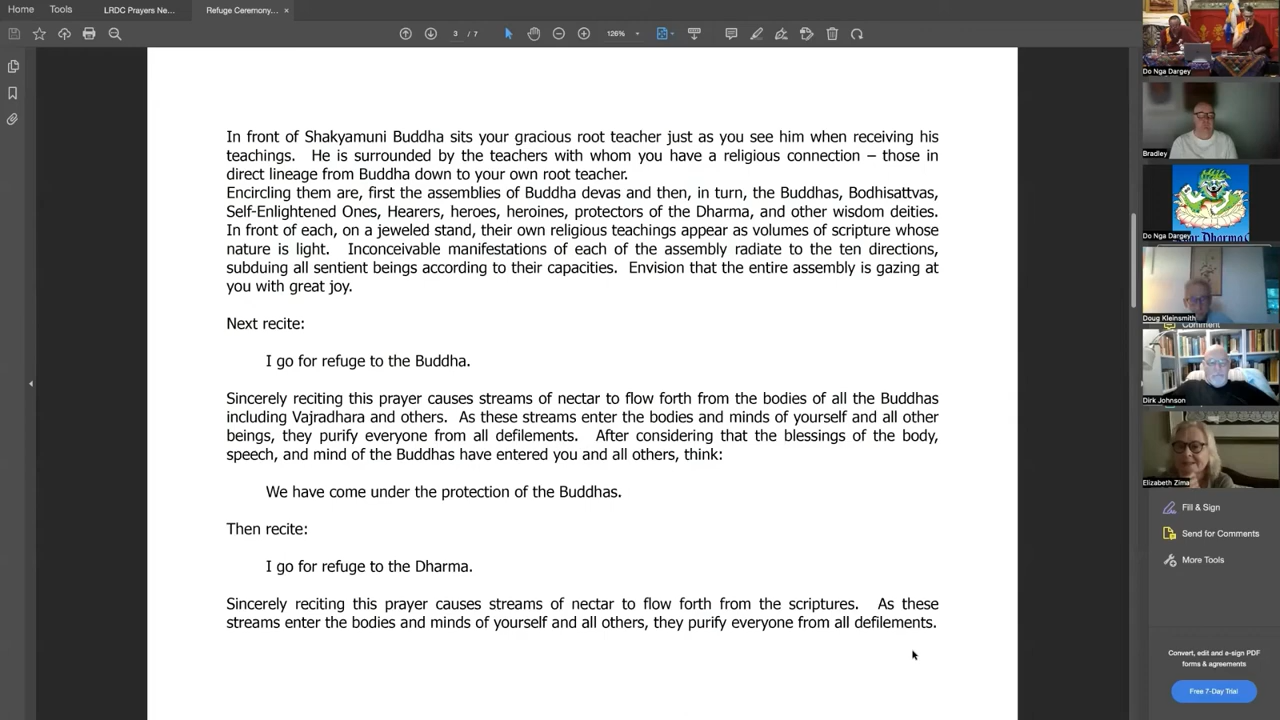 Home
Tools
LRDC Prayers Ne...
Refuge Ceremony...
3 / 7
126%
In front of Shakyamuni Buddha sits your gracious root teacher just as you see him when receiving his
teachings. He is surrounded by the teachers with whom you have a religious connection – those in
direct lineage from Buddha down to your own root teacher.
Encircling them are, first the assemblies of Buddha devas and then, in turn, the Buddhas, Bodhisattvas,
Self-Enlightened Ones, Hearers, heroes, heroines, protectors of the Dharma, and other wisdom deities.
In front of each, on a jeweled stand, their own religious teachings appear as volumes of scripture whose
nature is light. Inconceivable manifestations of each of the assembly radiate to the ten directions,
subduing all sentient beings according to their capacities. Envision that the entire assembly is gazing at
you with great joy.
Next recite:
I go for refuge to the Buddha.
Sincerely reciting this prayer causes streams of nectar to flow forth from the bodies of all the Buddhas
including Vajradhara and others. As these streams enter the bodies and minds of yourself and all other
beings, they purify everyone from all defilements. After considering that the blessings of the body,
speech, and mind of the Buddhas have entered you and all others, think:
We have come under the protection of the Buddhas.
Then recite:
I go for refuge to the Dharma.
Sincerely reciting this prayer causes streams of nectar to flow forth from the scriptures. As these
streams enter the bodies and minds of yourself and all others, they purify everyone from all defilements.
Do Nga Dargey
Bradley
Do Nga Dargey
Doug Kleinsmith
Comment
Dirk Johnson
Elizabeth Zima
Fill & Sign
Send for Comments
More Tools
Convert, edit and e-sign PDF
forms & agreements
Free 7-Day Trial